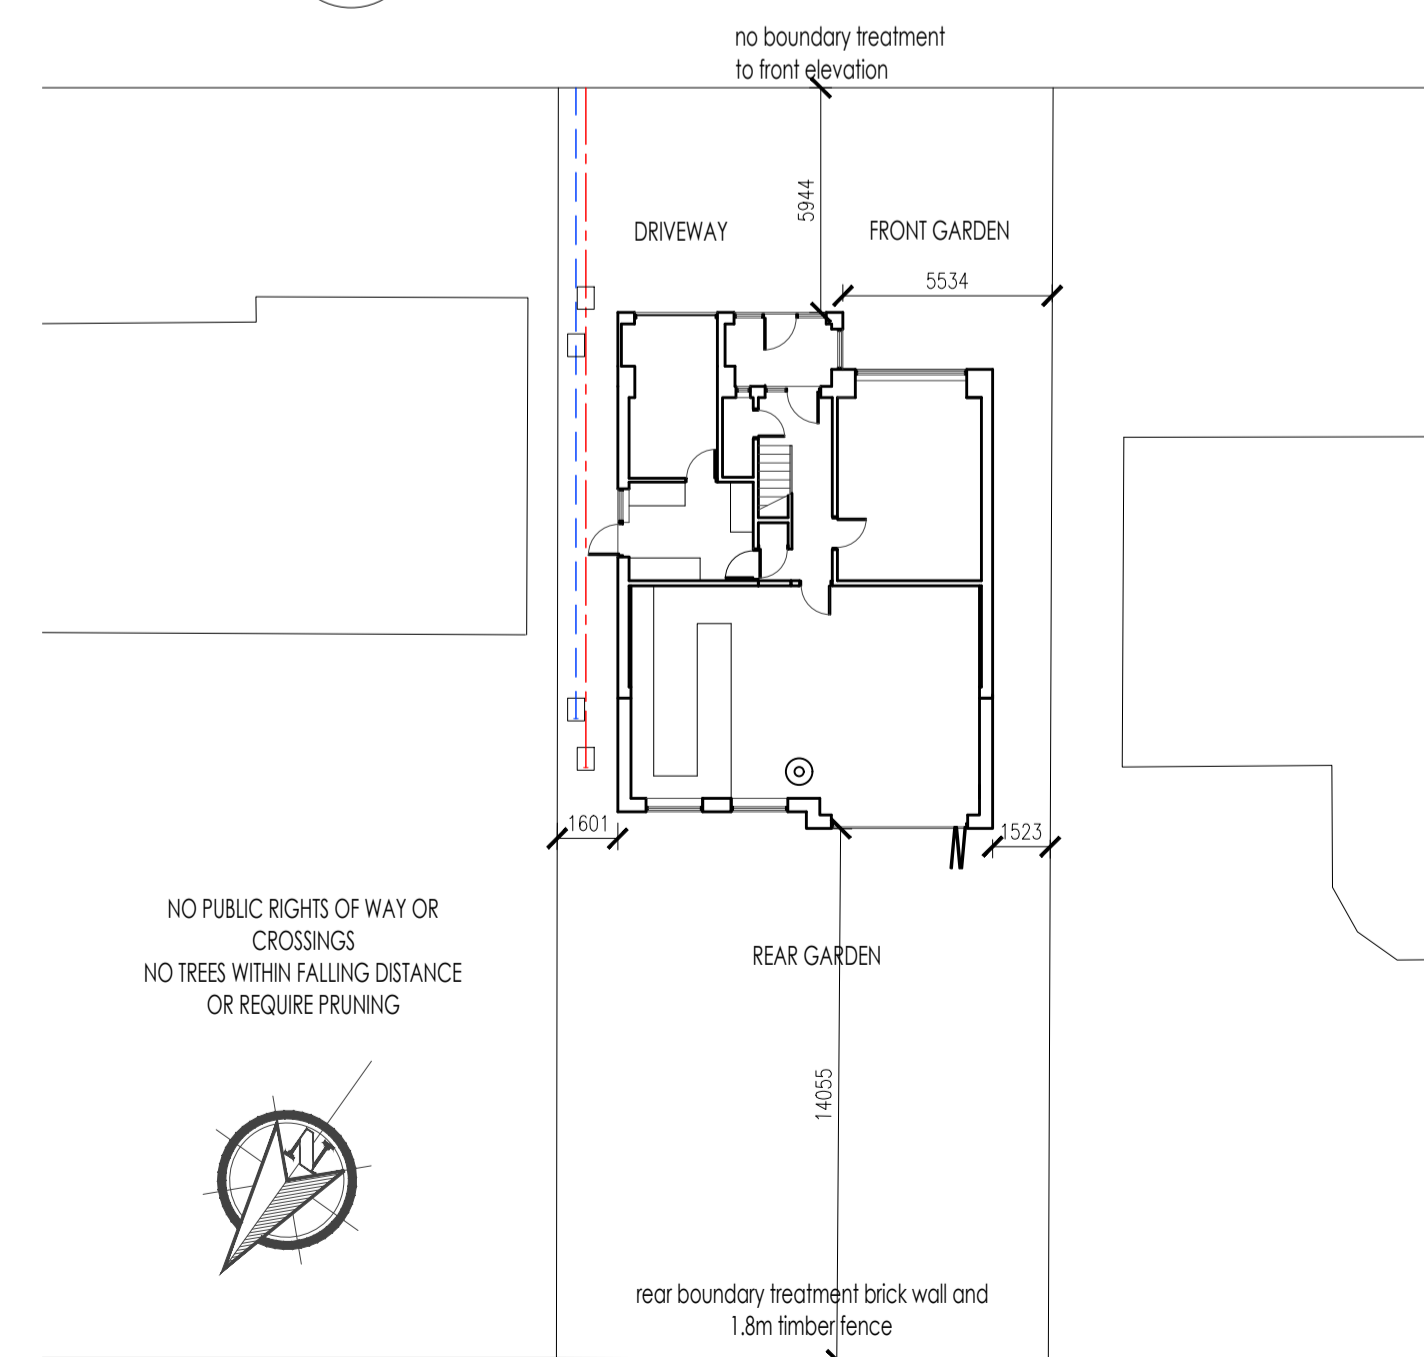 no boundary treatment
to front elevation
5944
DRIVEWAY
FRONT GARDEN
5534
1601
1523
NO PUBLIC RIGHTS OF WAY OR
CROSSINGS
NO TREES WITHIN FALLING DISTANCE
OR REQUIRE PRUNING
REAR GARDEN
14055
N
rear boundary treatment brick wall and
1.8m timber fence